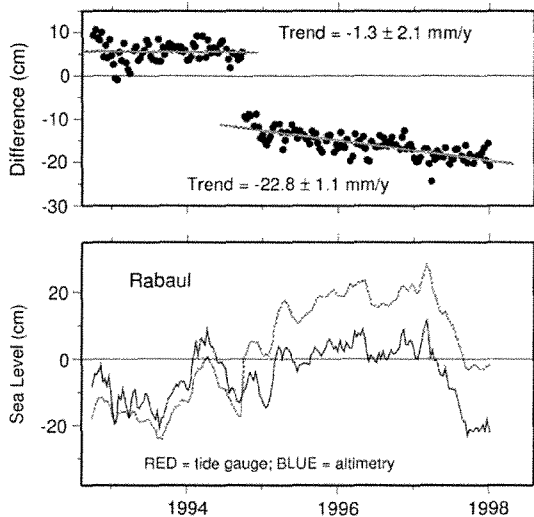 10
0
-10
-20
-30
Difference (cm)
Trend = -1.3 ± 2.1 mm/y
Trend = -22.8 ± 1.1 mm/y
20
0
-20
Sea Level (cm)
Rabaul
RED = tide gauge; BLUE = altimetry
1994
1996
1998